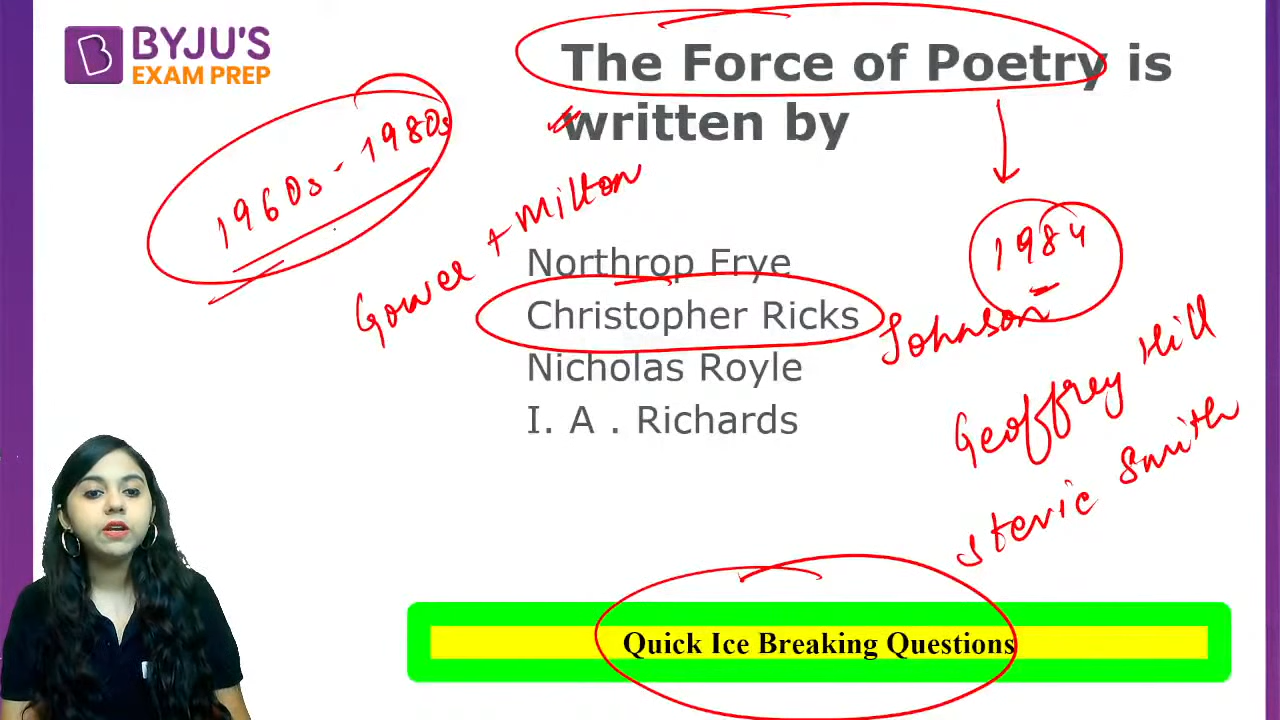 BYJU'S
EXAM PREP
The Force of Poetry is
written by
1960s - 1980s
Gower + Milton
1984
Northrop Frye
Christopher Ricks
Johnson
Nicholas Royle
Geoffrey Hill
I. A . Richards
Stevie Smith
Quick Ice Breaking Questions